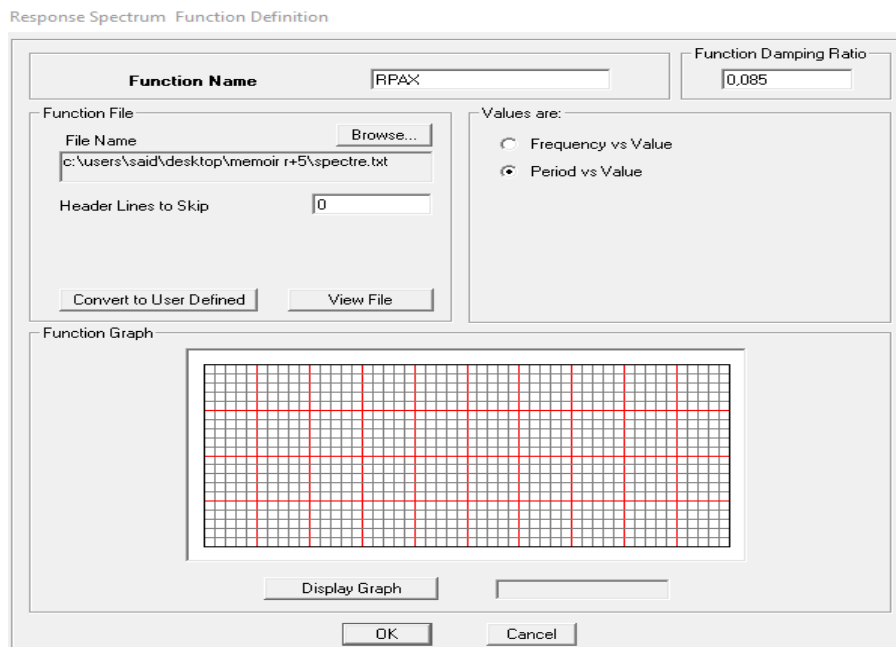 Response Spectrum Function Definition
Function Name
RPAX
Function Damping Ratio
0,085
Function File
File Name
Browse...
c:\users\said\desktop\memoir r+5\spectre.txt
Header Lines to Skip
0
Convert to User Defined
View File
Values are:
Frequency vs Value
Period vs Value
Function Graph
Display Graph
OK
Cancel